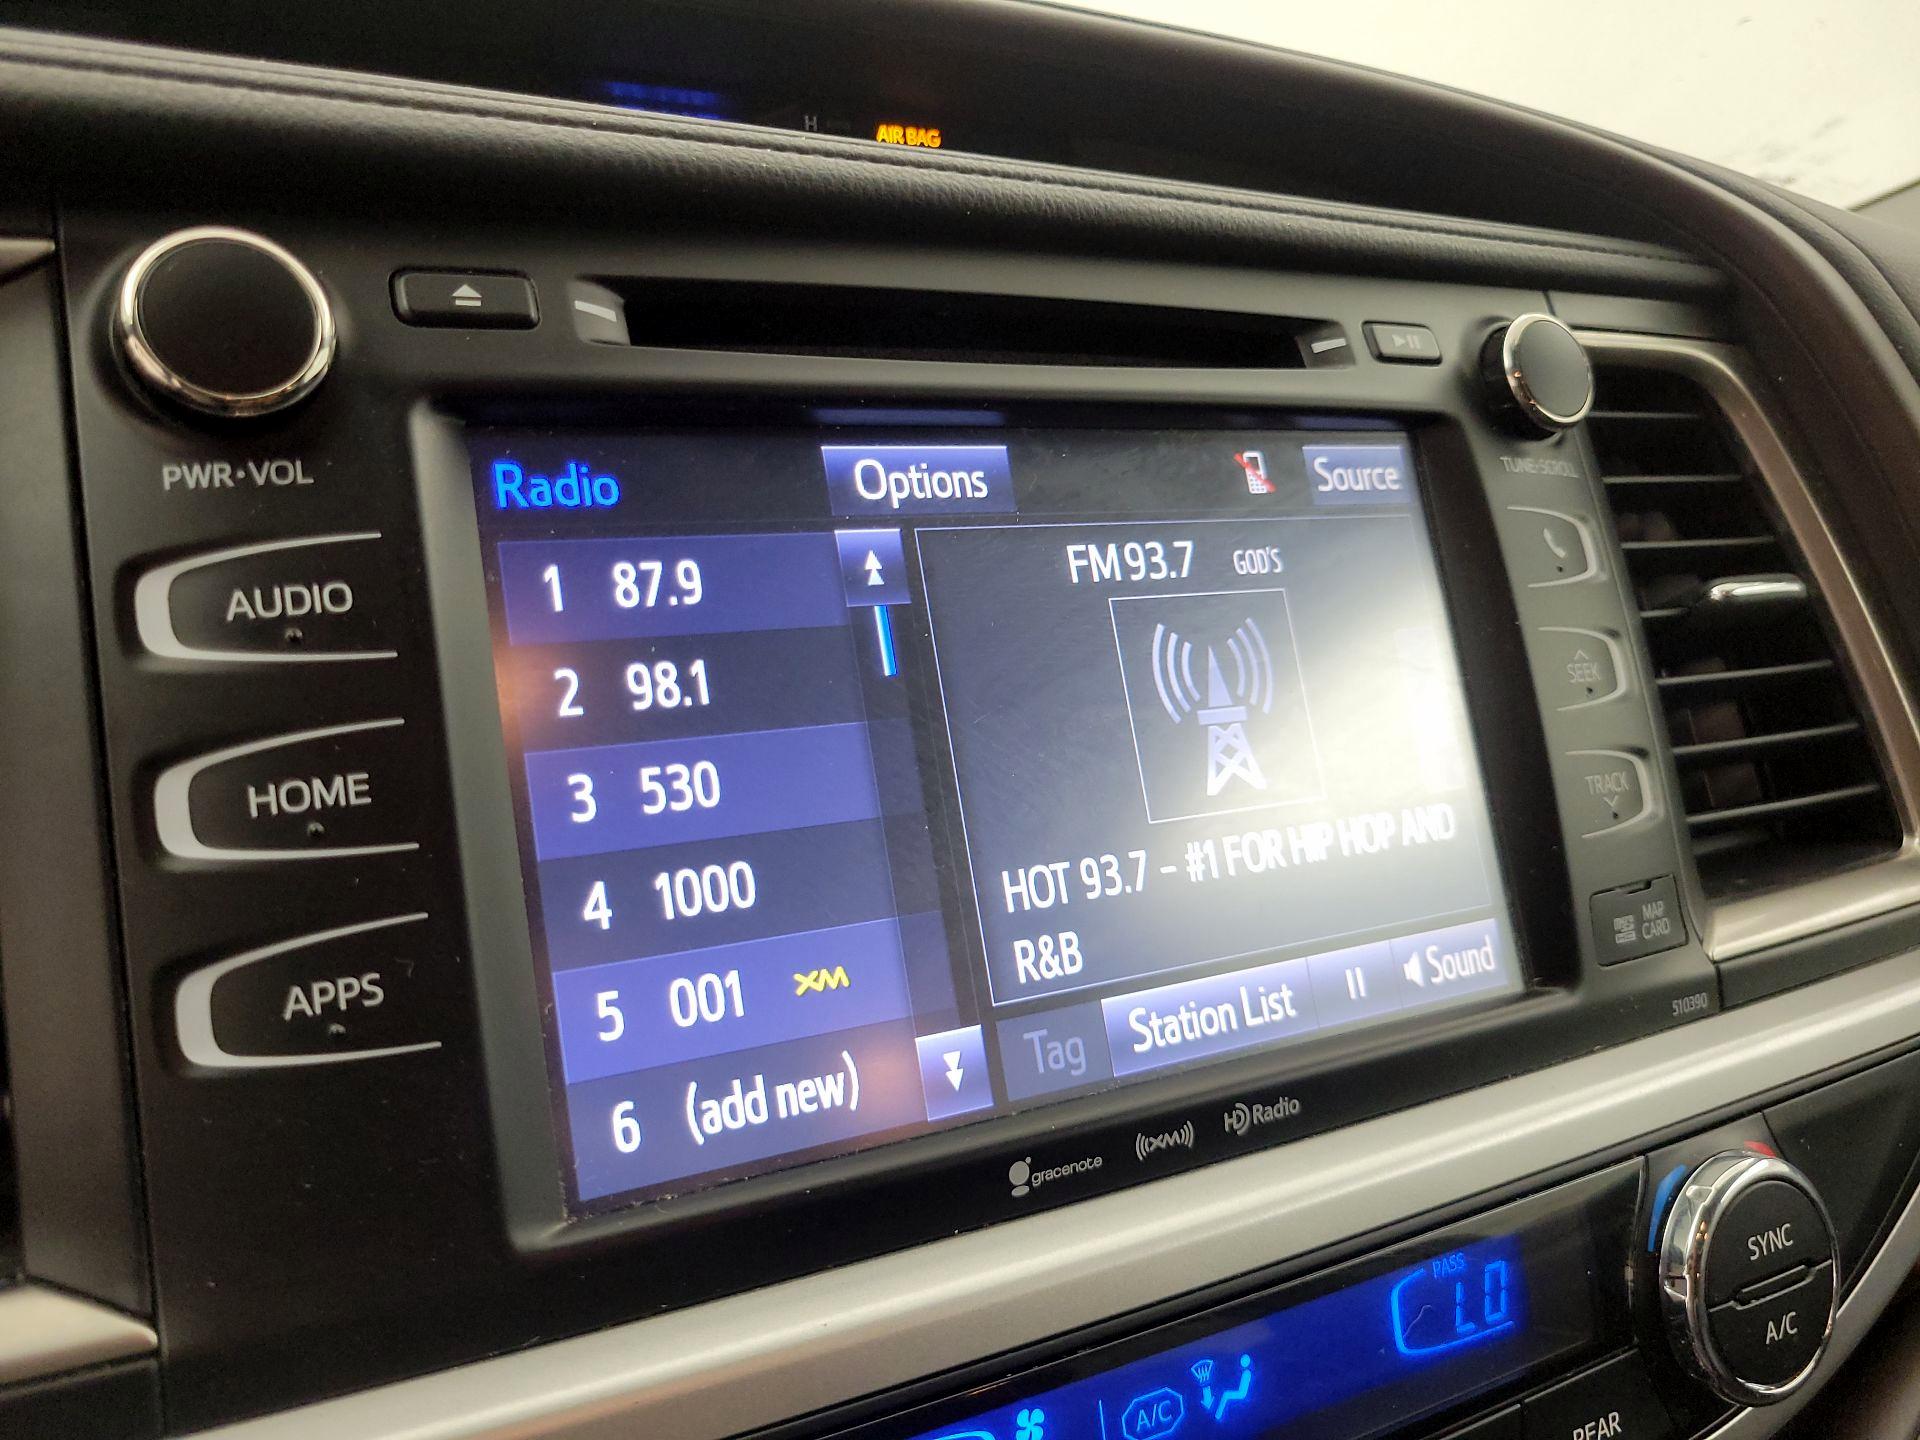 H
AIR BAG
PWR•VOL
TUNE•SCROLL
AUDIO
HOME
APPS
Radio
Options
Source
1 87.9
2 98.1
3 530
4 1000
5 001 XM
6 (add new)
FM 93.7 GOD'S
HOT 93.7 - #1 FOR HIP HOP AND
R&B
Tag
Station List
Sound
SEEK
TRACK
MAP
CARD
510390
gracenote
((XM))
HD Radio
PASS
LO
A/C
SYNC
A/C
REAR